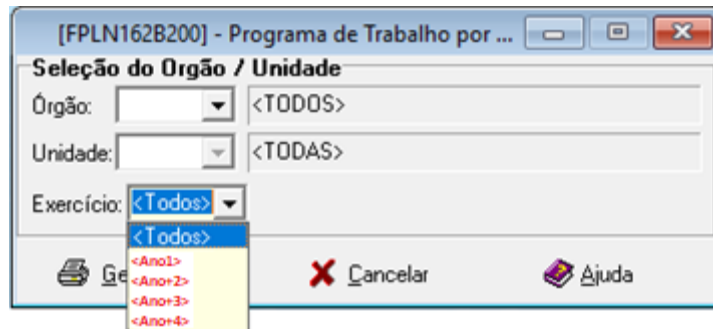 [FPLN162B200] - Programa de Trabalho por ...
Seleção do Orgão / Unidade
Órgão: <TODOS>
Unidade: <TODAS>
Exercício: <Todos>
<Todos>
<Ano1>
<Ano+2>
<Ano+3>
<Ano+4>
Cancelar
Ajuda